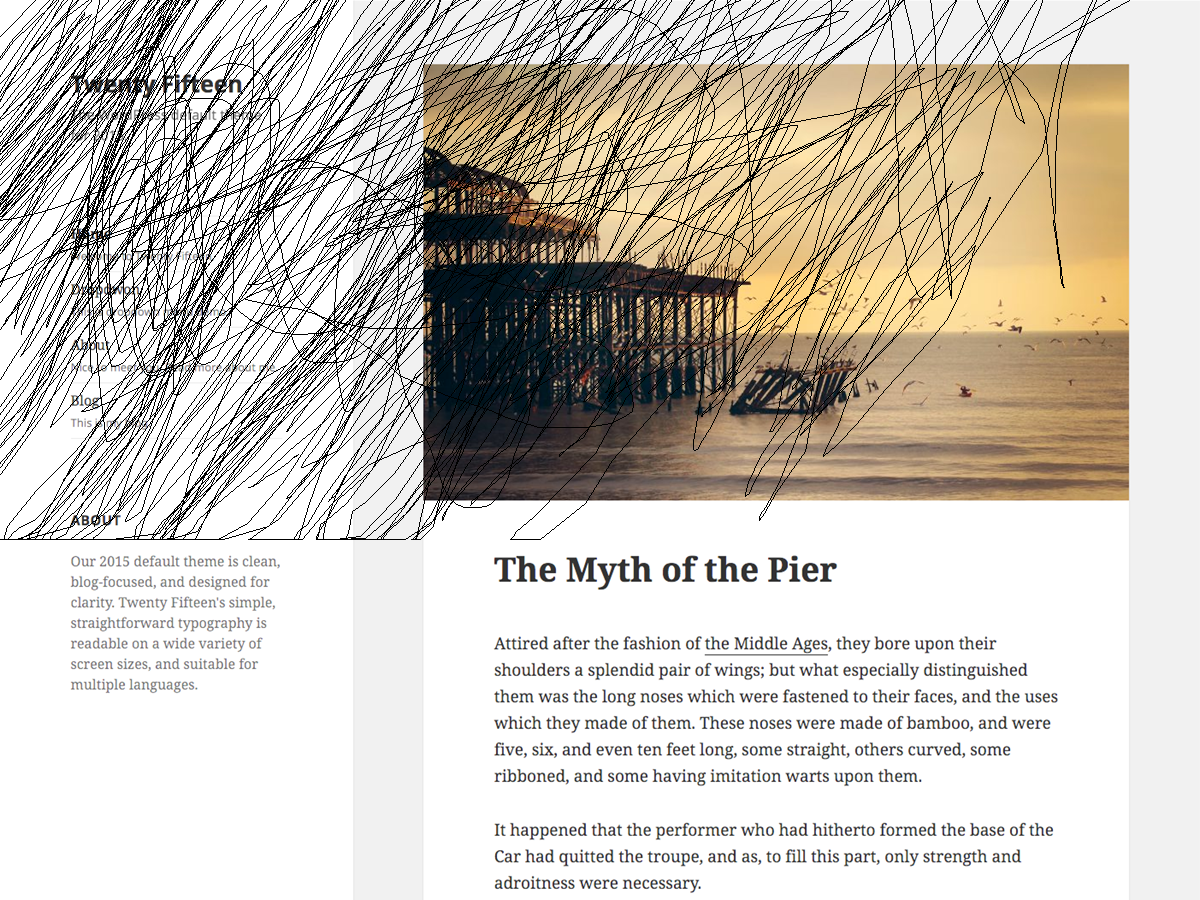 Twenty Fifteen
default theme
Home
Dropdown
About
Blog
This
ABOUT
Our 2015 default theme is clean,
blog-focused, and designed for
clarity. Twenty Fifteen's simple,
straightforward typography is
readable on a wide variety of
screen sizes, and suitable for
multiple languages.
The Myth of the Pier
Attired after the fashion of the Middle Ages, they bore upon their
shoulders a splendid pair of wings; but what especially distinguished
them was the long noses which were fastened to their faces, and the uses
which they made of them. These noses were made of bamboo, and were
five, six, and even ten feet long, some straight, others curved, some
ribboned, and some having imitation warts upon them.
It happened that the performer who had hitherto formed the base of the
Car had quitted the troupe, and as, to fill this part, only strength and
adroitness were necessary.